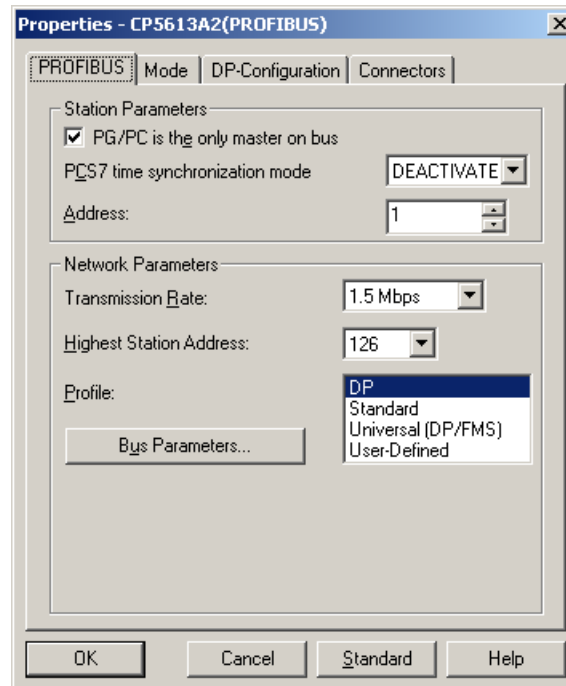 Properties - CP5613A2(PROFIBUS)
PROFIBUS Mode DP-Configuration Connectors
Station Parameters
PG/PC is the only master on bus
PCS7 time synchronization mode DEACTIVATE
Address: 1
Network Parameters
Transmission Rate: 1.5 Mbps
Highest Station Address: 126
Profile: DP
Standard
Universal (DP/FMS)
User-Defined
Bus Parameters...
OK Cancel Standard Help